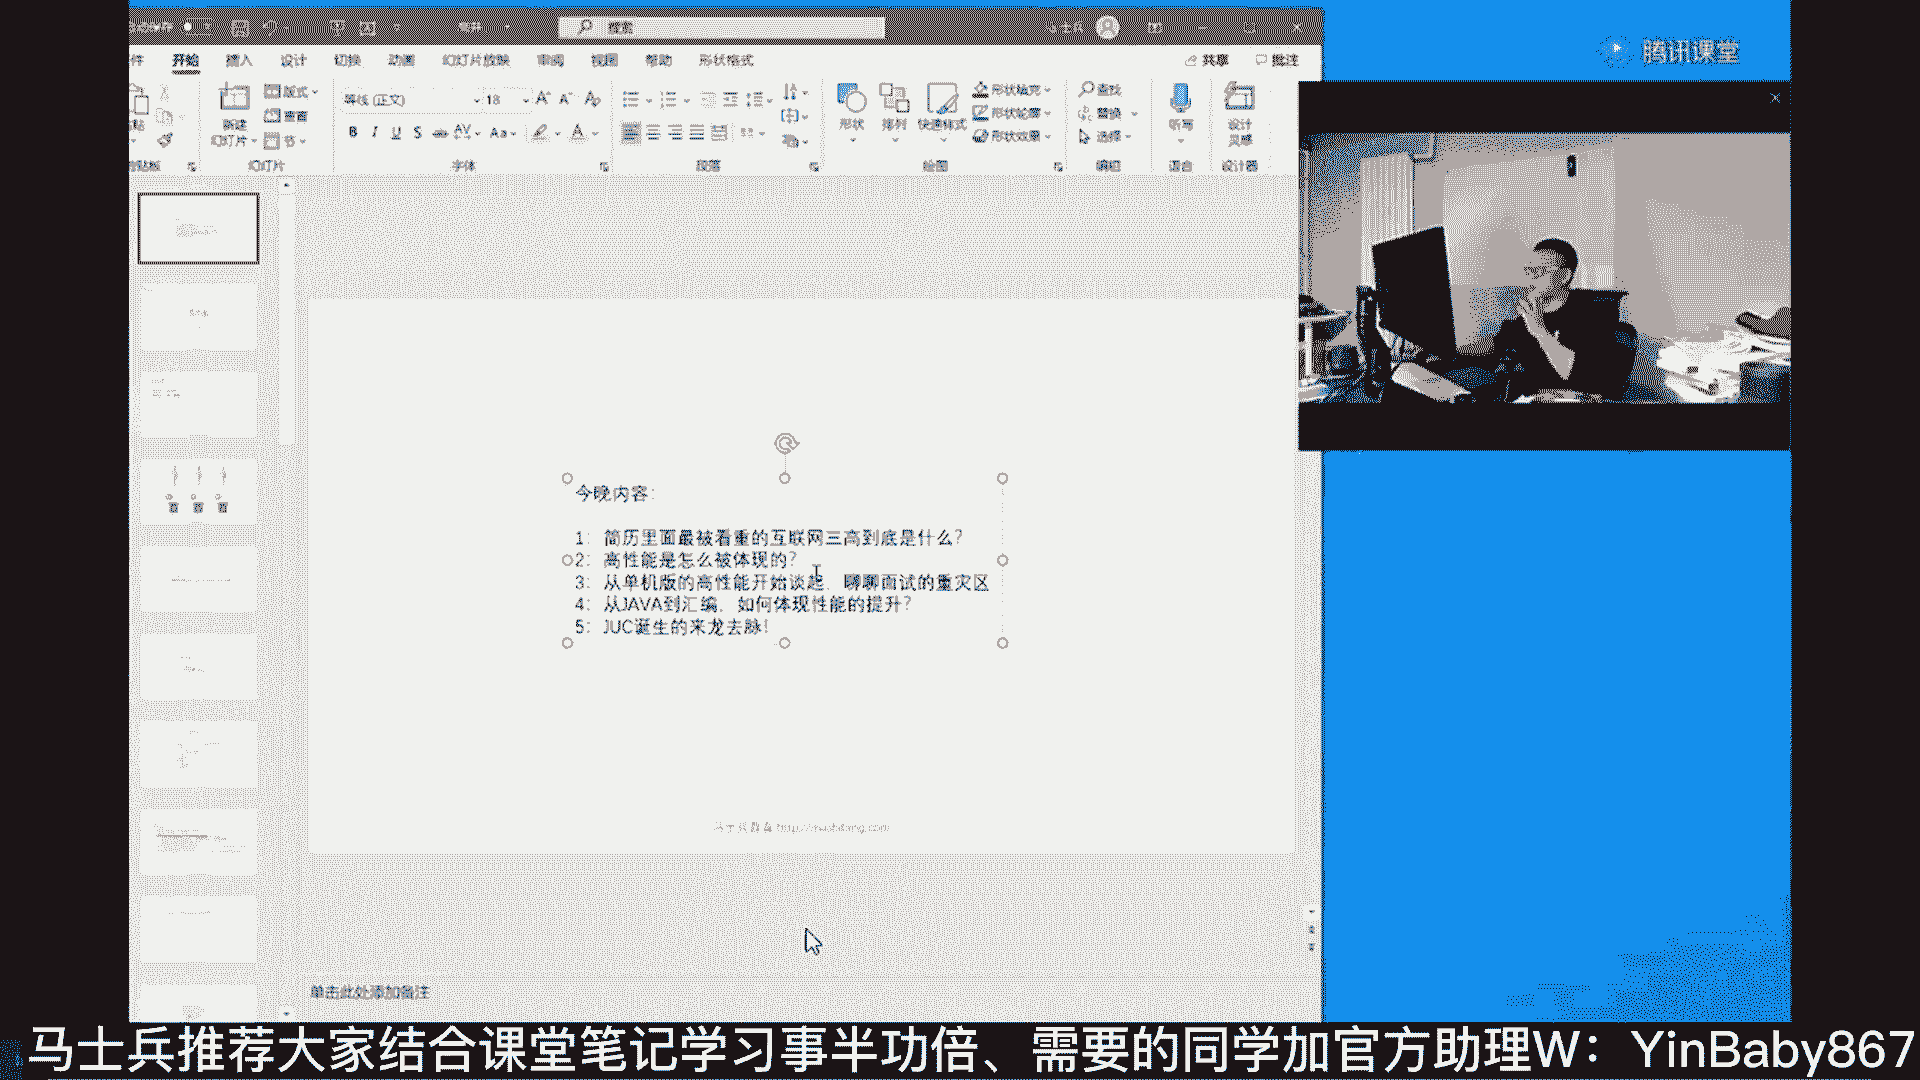 搜索
件 开始 插入 设计 切换 动画 幻灯片放映 审阅 视图 帮助 形状格式 共享 批注
腾讯课堂
新建
幻灯片
版式
重置
节
等线 (正文) 18
形状 排列 快速样式
形状填充
形状轮廓
形状效果
查找
替换
选择
听写
设计
灵感
幻灯片 字体 段落 绘图 编辑 语音 设计器
今晚内容：
1：简历里面最被看重的互联网三高到底是什么？
2：高性能是怎么被体现的？
3：从单机版的高性能开始谈起，聊聊面试的重灾区
4：从JAVA到汇编，如何体现性能的提升？
5：JUC诞生的来龙去脉！
马士兵教育 http://mashibing.com
单击此处添加备注
马士兵推荐大家结合课堂笔记学习事半功倍、需要的同学加官方助理W：YinBaby867